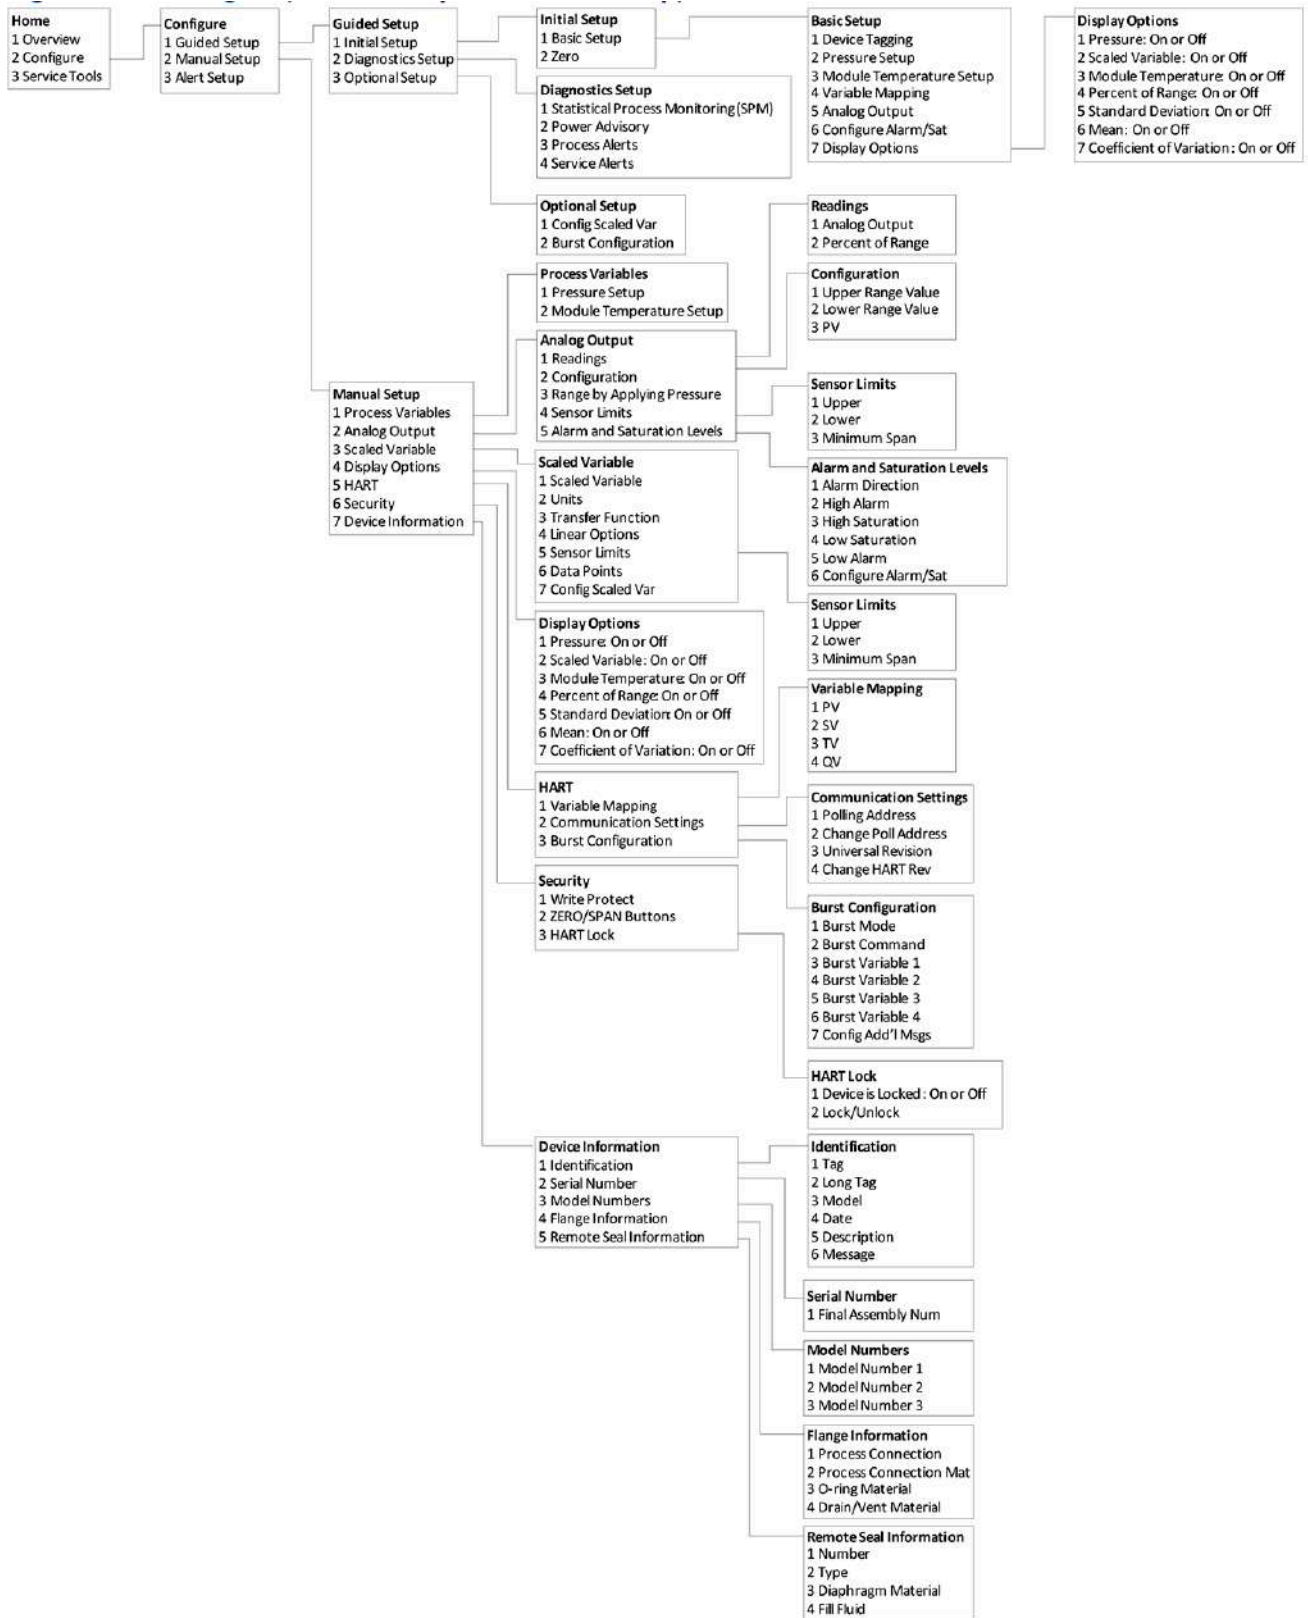 Home
1 Overview
2 Configure
3 Service Tools
Configure
1 Guided Setup
2 Manual Setup
3 Alert Setup
Guided Setup
1 Initial Setup
2 Diagnostics Setup
3 Optional Setup
Initial Setup
1 Basic Setup
2 Zero
Basic Setup
1 Device Tagging
2 Pressure Setup
3 Module Temperature Setup
4 Variable Mapping
5 Analog Output
6 Configure Alarm/Sat
7 Display Options
Display Options
1 Pressure: On or Off
2 Scaled Variable: On or Off
3 Module Temperature: On or Off
4 Percent of Range: On or Off
5 Standard Deviation: On or Off
6 Mean: On or Off
7 Coefficient of Variation: On or Off
Diagnostics Setup
1 Statistical Process Monitoring (SPM)
2 Power Advisory
3 Process Alerts
4 Service Alerts
Optional Setup
1 Config Scaled Var
2 Burst Configuration
Manual Setup
1 Process Variables
2 Analog Output
3 Scaled Variable
4 Display Options
5 HART
6 Security
7 Device Information
Process Variables
1 Pressure Setup
2 Module Temperature Setup
Analog Output
1 Readings
2 Configuration
3 Range by Applying Pressure
4 Sensor Limits
5 Alarm and Saturation Levels
Readings
1 Analog Output
2 Percent of Range
Configuration
1 Upper Range Value
2 Lower Range Value
3 PV
Sensor Limits
1 Upper
2 Lower
3 Minimum Span
Alarm and Saturation Levels
1 Alarm Direction
2 High Alarm
3 High Saturation
4 Low Saturation
5 Low Alarm
6 Configure Alarm/Sat
Scaled Variable
1 Scaled Variable
2 Units
3 Transfer Function
4 Linear Options
5 Sensor Limits
6 Data Points
7 Config Scaled Var
Sensor Limits
1 Upper
2 Lower
3 Minimum Span
Display Options
1 Pressure: On or Off
2 Scaled Variable: On or Off
3 Module Temperature: On or Off
4 Percent of Range: On or Off
5 Standard Deviation: On or Off
6 Mean: On or Off
7 Coefficient of Variation: On or Off
HART
1 Variable Mapping
2 Communication Settings
3 Burst Configuration
Variable Mapping
1 PV
2 SV
3 TV
4 QV
Communication Settings
1 Polling Address
2 Change Poll Address
3 Universal Revision
4 Change HART Rev
Burst Configuration
1 Burst Mode
2 Burst Command
3 Burst Variable 1
4 Burst Variable 2
5 Burst Variable 3
6 Burst Variable 4
7 Config Add'l Msgs
Security
1 Write Protect
2 ZERO/SPAN Buttons
3 HART Lock
HART Lock
1 Device is Locked: On or Off
2 Lock/Unlock
Device Information
1 Identification
2 Serial Number
3 Model Numbers
4 Flange Information
5 Remote Seal Information
Identification
1 Tag
2 Long Tag
3 Model
4 Date
5 Description
6 Message
Serial Number
1 Final Assembly Num
Model Numbers
1 Model Number 1
2 Model Number 2
3 Model Number 3
Flange Information
1 Process Connection
2 Process Connection Mat
3 O-ring Material
4 Drain/Vent Material
Remote Seal Information
1 Number
2 Type
3 Diaphragm Material
4 Fill Fluid